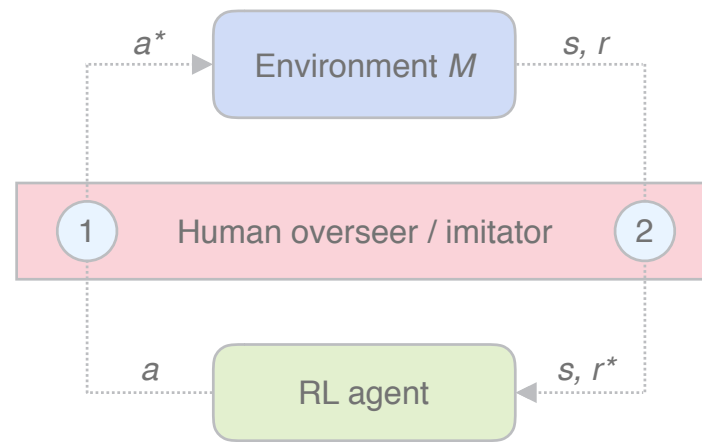 a*
Environment M
s, r
1
Human overseer / imitator
2
a
RL agent
s, r*